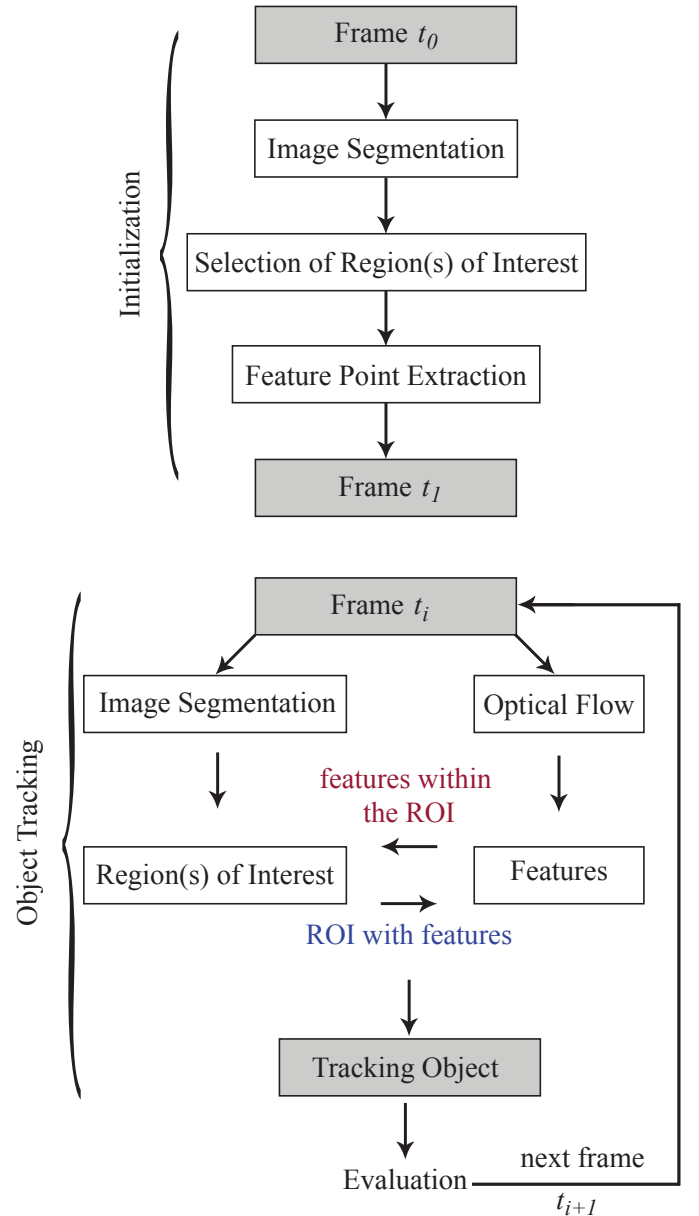 Frame t0
Image Segmentation
Initialization
Selection of Region(s) of Interest
Feature Point Extraction
Frame t1
Frame ti
Image Segmentation
Optical Flow
features within
the ROI
Object Tracking
Region(s) of Interest
Features
ROI with features
Tracking Object
Evaluation
next frame
ti+1